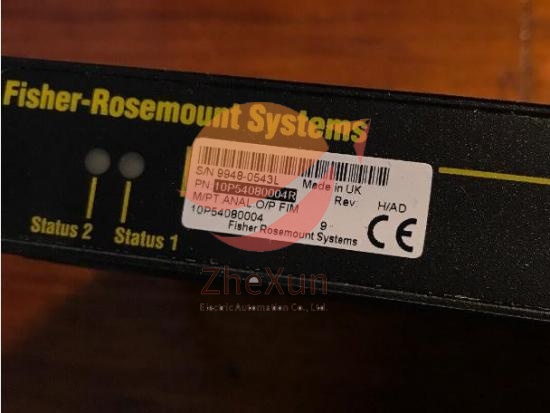 Fisher-Rosemount Systems
S/N 9948-0543L Made in UK
PN. 10P54080004R Rev H/AD
M/PT ANAL O/P FIM
10P54080004 9
Fisher Rosemount Systems
CE
Status 2 Status 1
ZheXun
Electric Automation Co., Ltd.